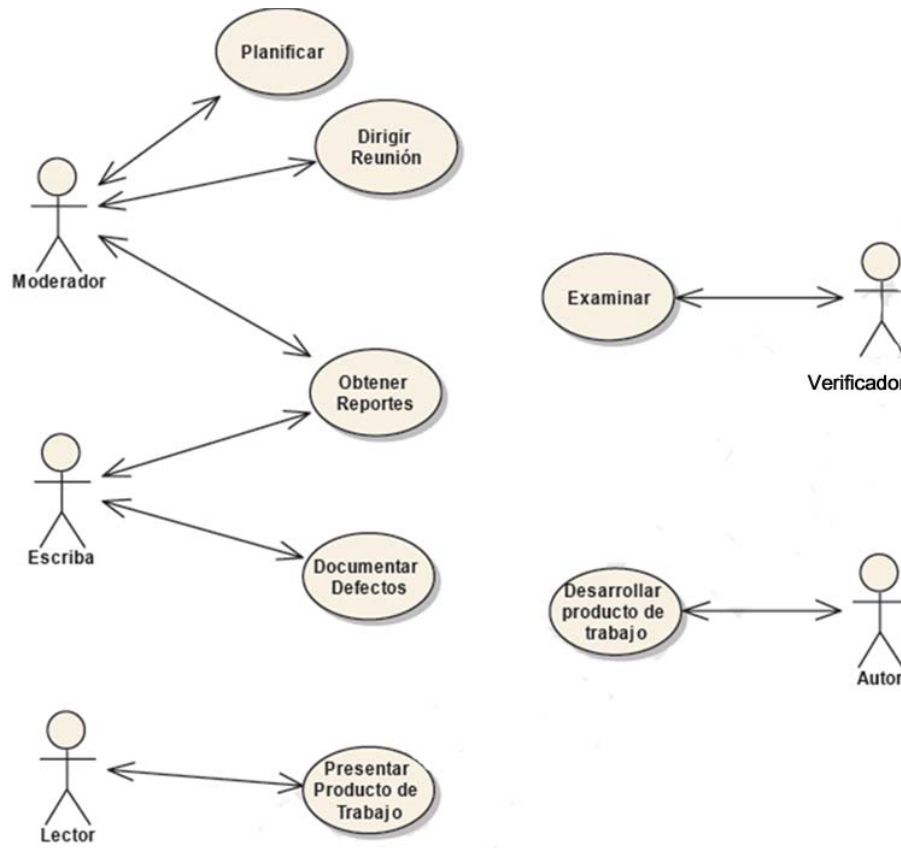 Planificar
Dirigir
Reunión
Moderador
Examinar
Verificador
Obtener
Reportes
Escriba
Documentar
Defectos
Desarrollar
producto de
trabajo
Autor
Lector
Presentar
Producto de
Trabajo